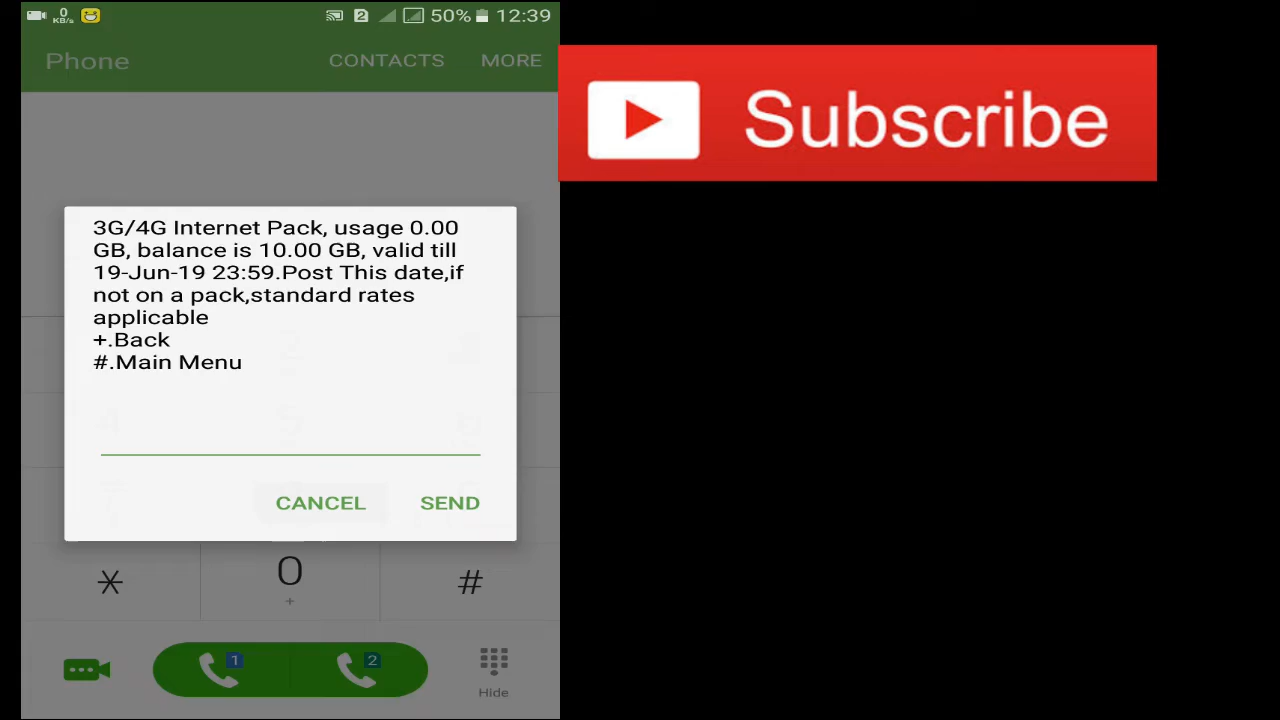 0
KB/s
2
50%
12:39
Phone
CONTACTS
MORE
Subscribe
3G/4G Internet Pack, usage 0.00
GB, balance is 10.00 GB, valid till
19-Jun-19 23:59.Post This date,if
not on a pack,standard rates
applicable
+.Back
#.Main Menu
CANCEL
SEND
0
+
#
1
2
Hide